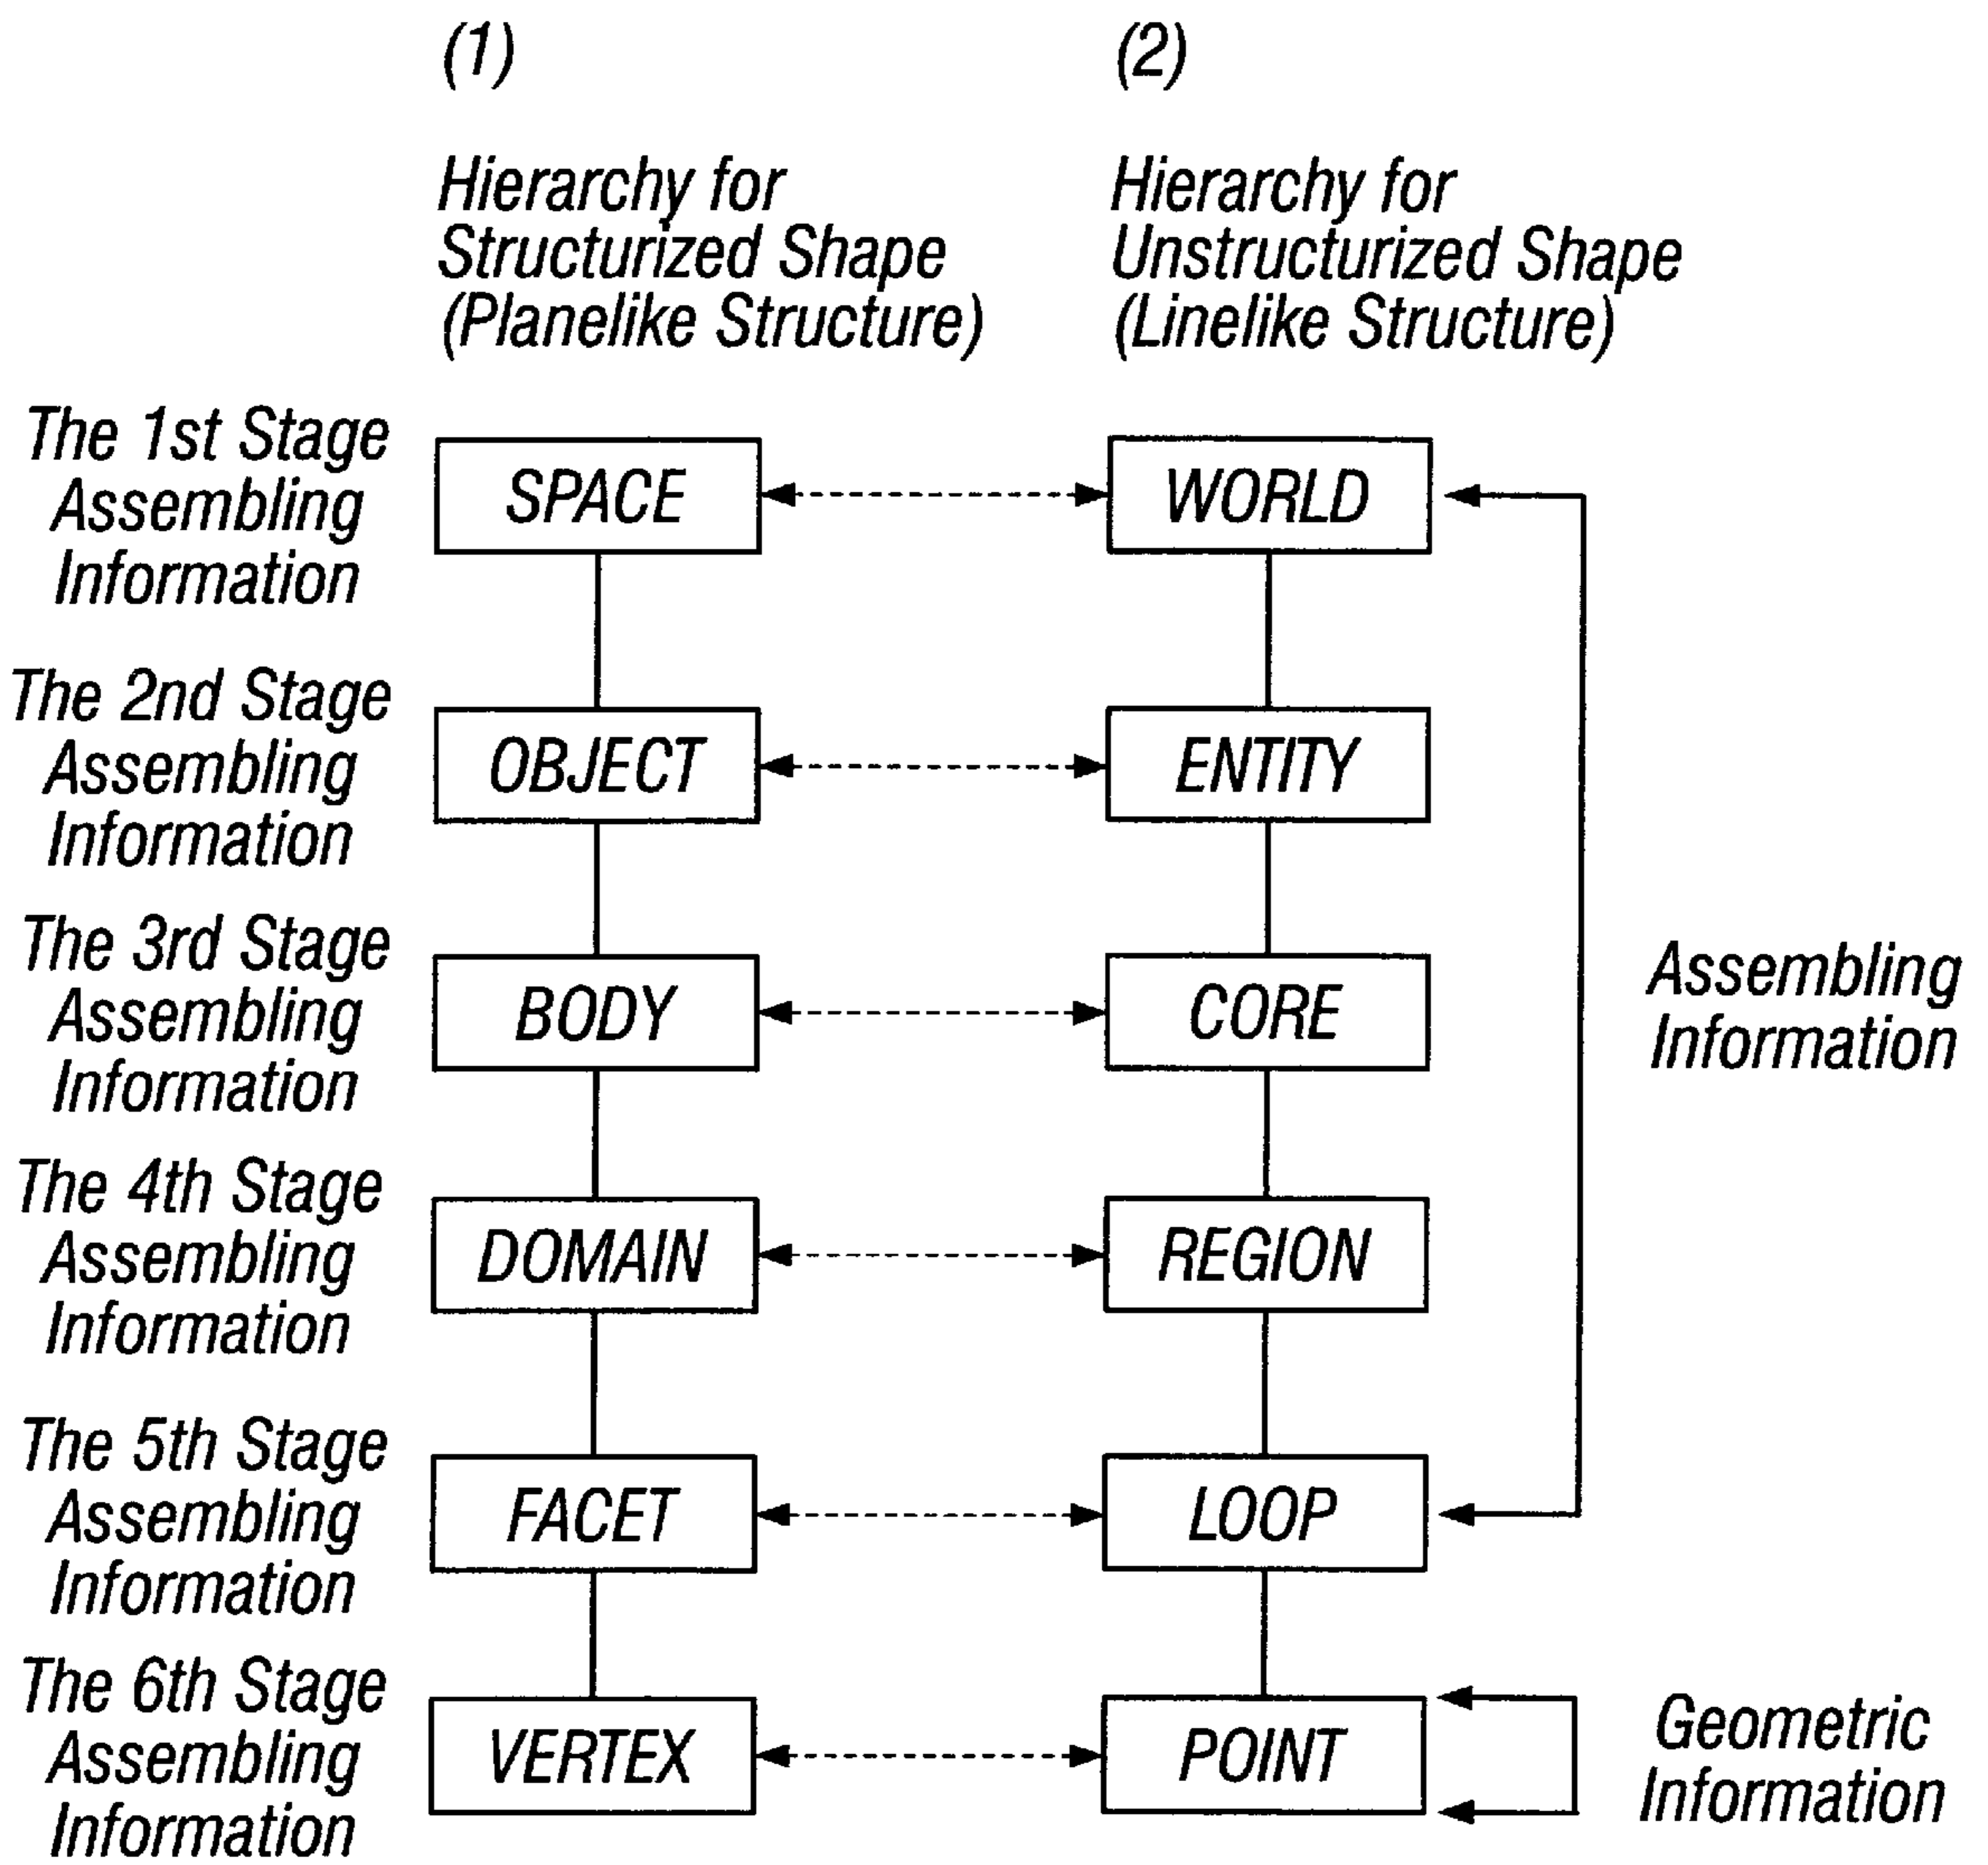 (1)
(2)
Hierarchy for
Structurized Shape
(Planelike Structure)
Hierarchy for
Unstructurized Shape
(Linelike Structure)
The 1st Stage
Assembling
Information
SPACE
WORLD
The 2nd Stage
Assembling
Information
OBJECT
ENTITY
The 3rd Stage
Assembling
Information
BODY
CORE
Assembling
Information
The 4th Stage
Assembling
Information
DOMAIN
REGION
The 5th Stage
Assembling
Information
FACET
LOOP
The 6th Stage
Assembling
Information
VERTEX
POINT
Geometric
Information